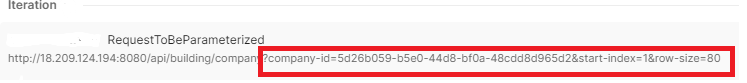 Iteration
RequestToBeParameterized
http://18.209.124.194:8080/api/building/company?company-id=5d26b059-b5e0-44d8-bf0a-48cdd8d965d2&start-index=1&row-size=80